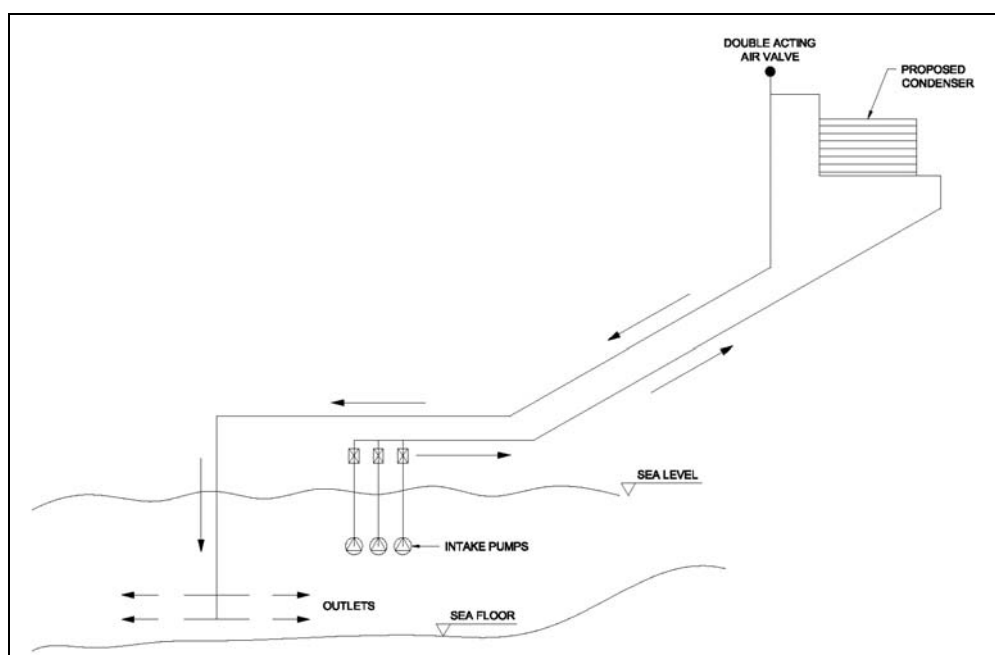 DOUBLE ACTING
AIR VALVE
PROPOSED
CONDENSER
SEA LEVEL
INTAKE PUMPS
OUTLETS
SEA FLOOR